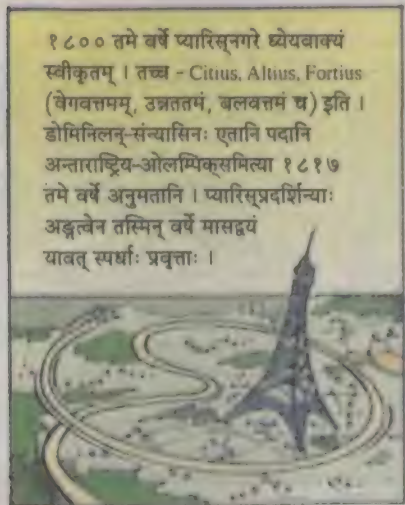 १८०० तमे वर्षे प्यारिस्‌नगरे ध्येयवाक्यं
स्वीकृतम् । तच्च - Citius, Altius, Fortius
(वेगवत्तमम्, उन्नततमं, बलवत्तमं च) इति ।
डोमिनिलन्-संन्यासिनः एतानि पदानि
अन्ताराष्ट्रिय-ओलम्पिक्‌समित्या १८१७
तमे वर्षे अनुमतानि । प्यारिस्‌प्रदर्शिन्याः
अङ्गत्वेन तस्मिन् वर्षे मासद्वयं
यावत् स्पर्धाः प्रवृत्ताः ।